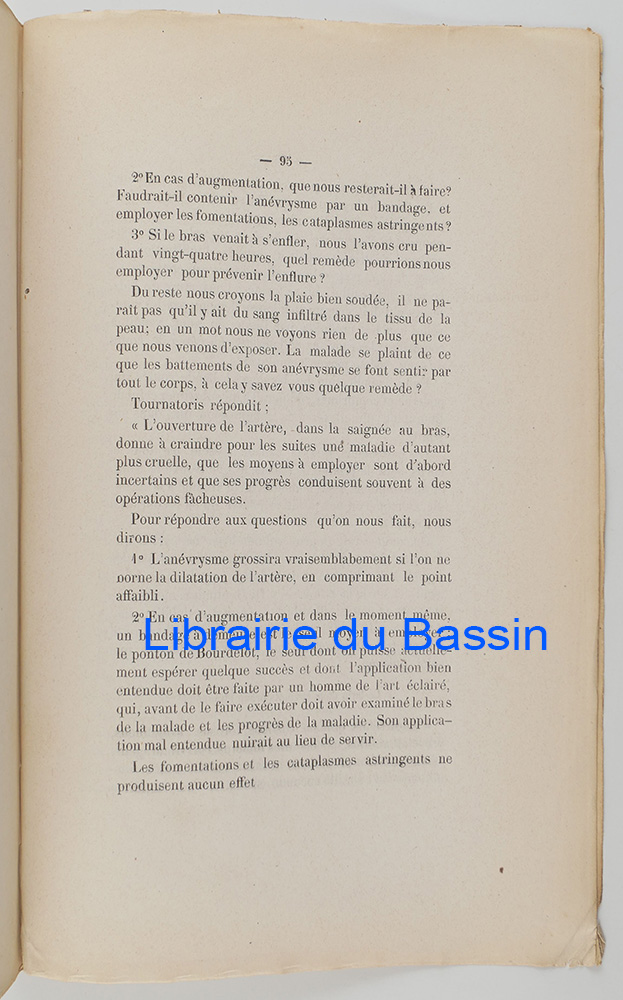 — 95 —
2º En cas d'augmentation, que nous resterait-il à faire?
Faudrait-il contenir l'anévrysme par un bandage, et
employer les fomentations, les cataplasmes astringents?
3º Si le bras venait à s'enfler, nous l'avons cru pen-
dant vingt-quatre heures, quel remède pourrions nous
employer pour prévenir l'enflure ?
Du reste nous croyons la plaie bien soudée, il ne pa-
raît pas qu'il y ait du sang infiltré dans le tissu de la
peau; en un mot nous ne voyons rien de plus que ce
que nous venons d'exposer. La malade se plaint de ce
que les battements de son anévrysme se font sentir par
tout le corps, à cela y savez vous quelque remède ?
Tournatoris répondit ;
« L'ouverture de l'artère, dans la saignée au bras,
donne à craindre pour les suites une maladie d'autant
plus cruelle, que les moyens à employer sont d'abord
incertains et que ses progrès conduisent souvent à des
opérations fâcheuses.
Pour répondre aux questions qu'on nous fait, nous
dirons :
1º L'anévrysme grossira vraisemblabement si l'on ne
borne la dilatation de l'artère, en comprimant le point
affaibli.
2º En cas d'augmentation et dans le moment même,
un bandage à demeure est le seul moyen à employer,
Librairie du Bassin
le ponton de Bourdelot, le seul dont on puisse actuelle-
ment espérer quelque succès et dont l'application bien
entendue doit être faite par un homme de l'art éclairé,
qui, avant de le faire exécuter doit avoir examiné le bras
de la malade et les progrès de la maladie. Son applica-
tion mal entendue nuirait au lieu de servir.
Les fomentations et les cataplasmes astringents ne
produisent aucun effet